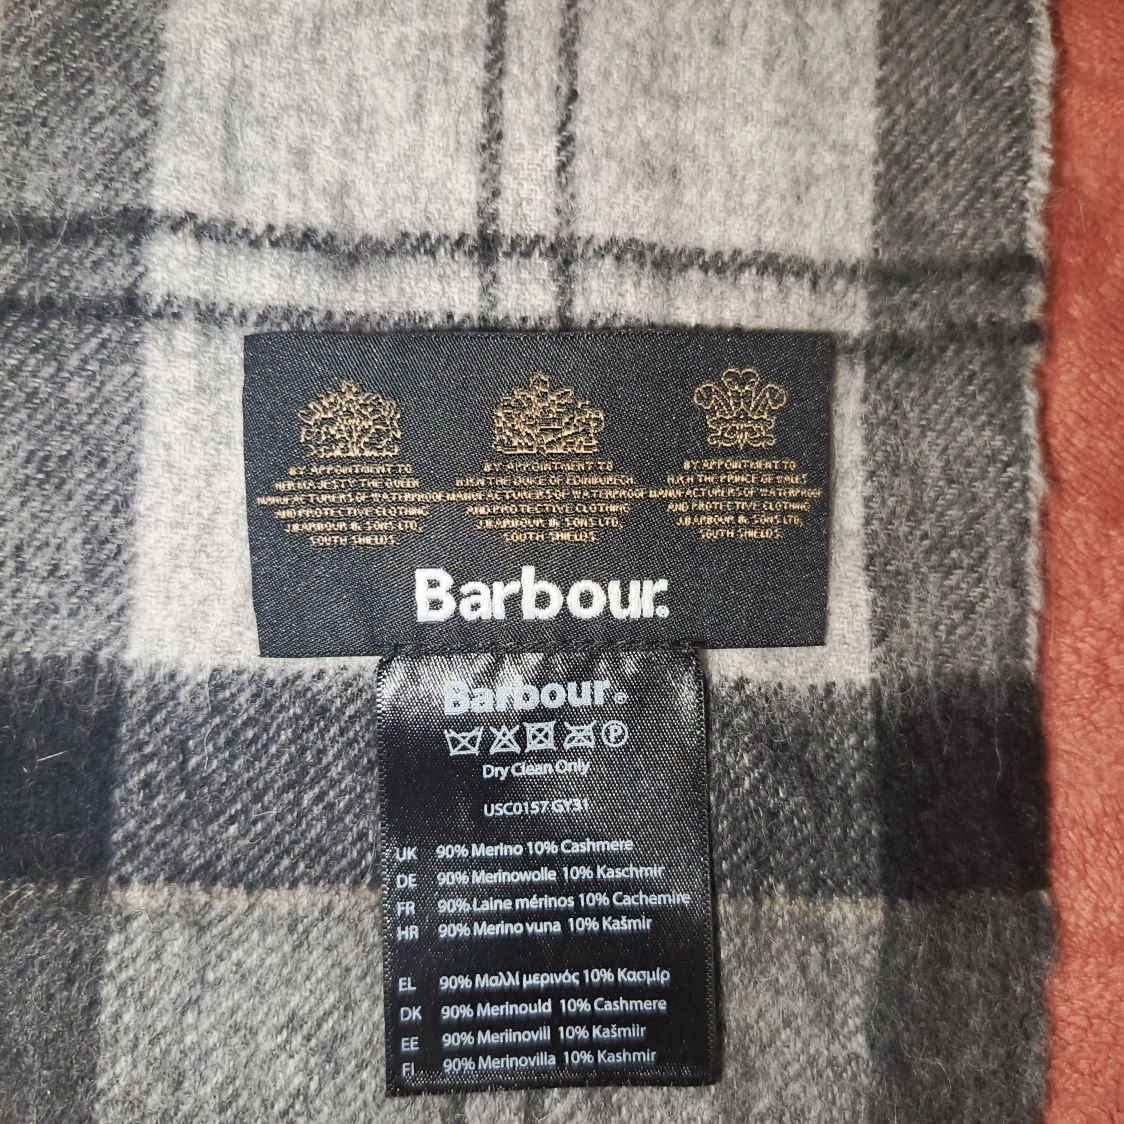 BY APPOINTMENT TO
HER MAJESTY THE QUEEN
MANUFACTURERS OF WATERPROOF
AND PROTECTIVE CLOTHING
J.BARBOUR & SONS LTD,
SOUTH SHIELDS.
BY APPOINTMENT TO
H.R.H THE DUKE OF EDINBURGH
MANUFACTURERS OF WATERPROOF
AND PROTECTIVE CLOTHING
J.BARBOUR & SONS LTD,
SOUTH SHIELDS.
BY APPOINTMENT TO
H.R.H THE PRINCE OF WALES
MANUFACTURERS OF WATERPROOF
AND PROTECTIVE CLOTHING
J.BARBOUR & SONS LTD,
SOUTH SHIELDS.
Barbour®
Barbour®
P
Dry Clean Only
USC0157 GY31
UK 90% Merino 10% Cashmere
DE 90% Merinowolle 10% Kaschmir
FR 90% Laine mérinos 10% Cachemire
HR 90% Merino vuna 10% Kašmir
EL 90% Μαλλί μερινός 10% Κασμίρ
DK 90% Merinould 10% Cashmere
EE 90% Meriinovill 10% Kašmiir
FI 90% Merinovilla 10% Kashmir